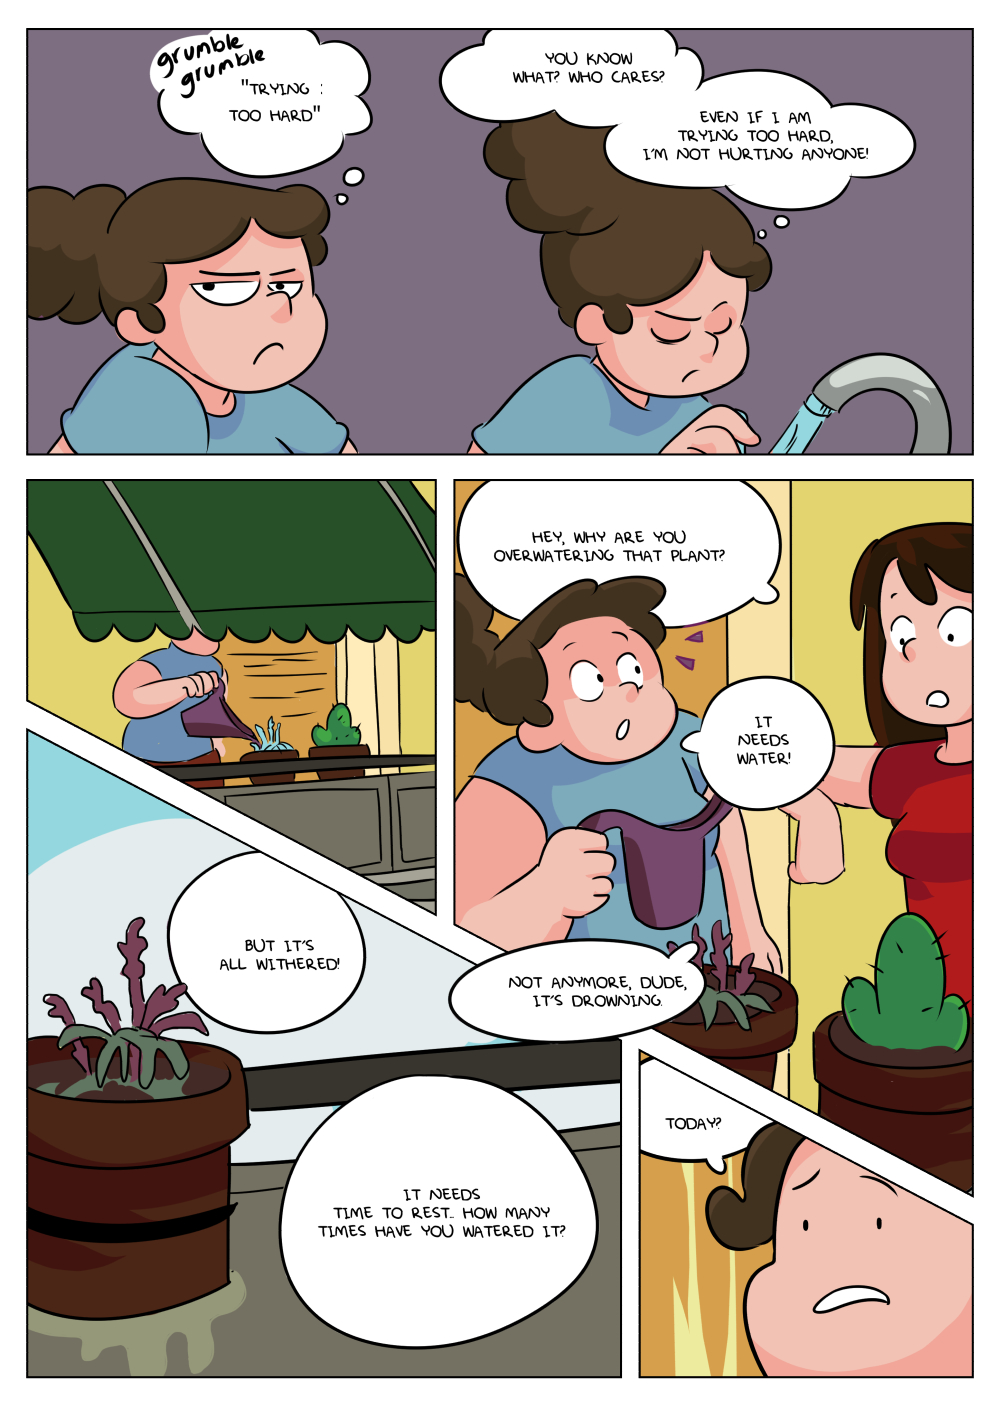 grumble
grumble
"TRYING :
TOO HARD"
YOU KNOW
WHAT? WHO CARES?
EVEN IF I AM
TRYING TOO HARD,
I'M NOT HURTING ANYONE!
HEY, WHY ARE YOU
OVERWATERING THAT PLANT?
IT
NEEDS
WATER!
BUT IT'S
ALL WITHERED!
NOT ANYMORE, DUDE,
IT'S DROWNING.
IT NEEDS
TIME TO REST.. HOW MANY
TIMES HAVE YOU WATERED IT?
TODAY?